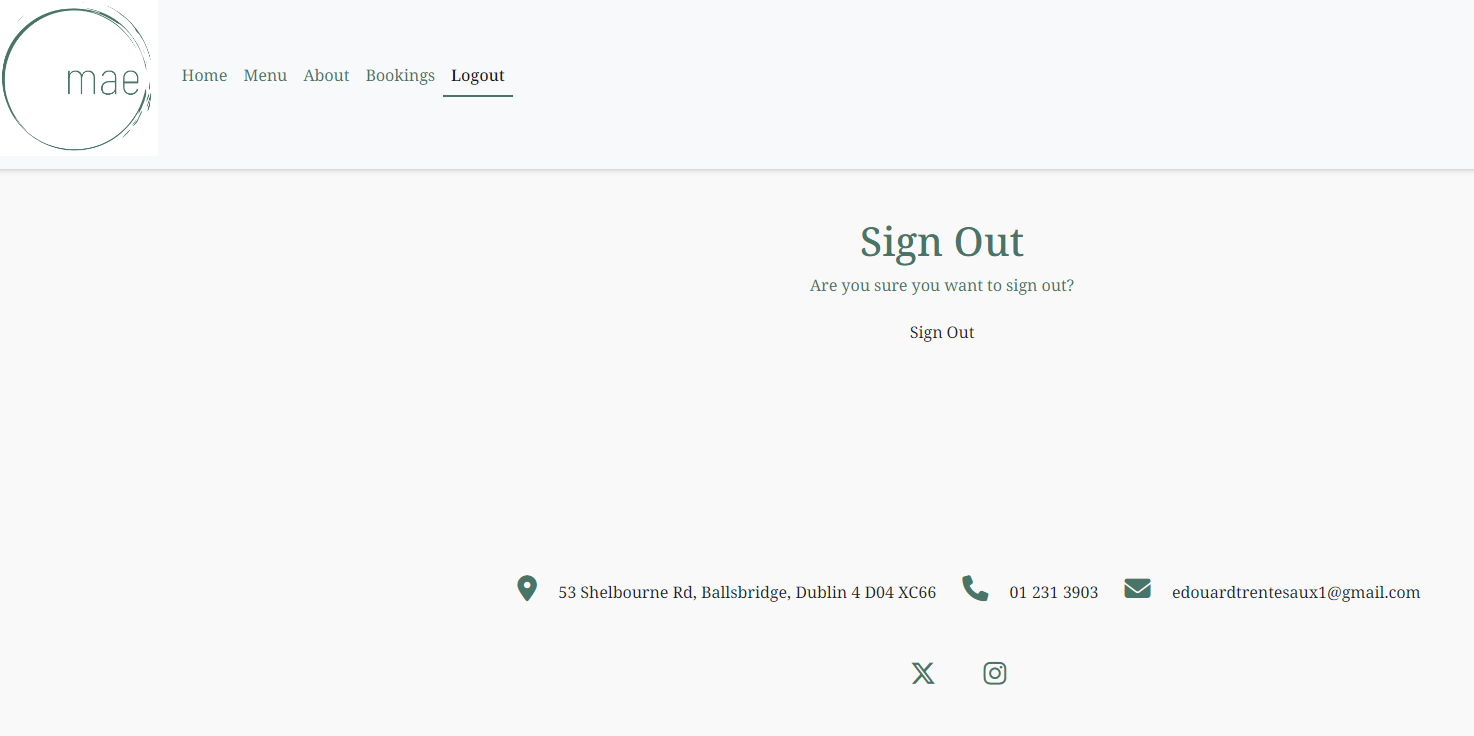 mae
Home Menu About Bookings Logout
Sign Out
Are you sure you want to sign out?
Sign Out
53 Shelbourne Rd, Ballsbridge, Dublin 4 D04 XC66 01 231 3903 edouardtrentesaux1@gmail.com